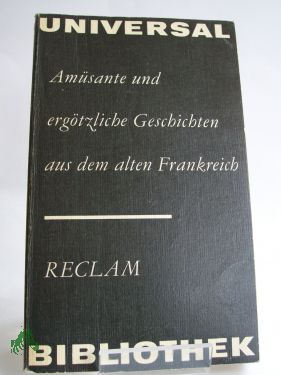 UNIVERSAL
Amüsante und
ergötzliche Geschichten
aus dem alten Frankreich
RECLAM
BIBLIOTHEK